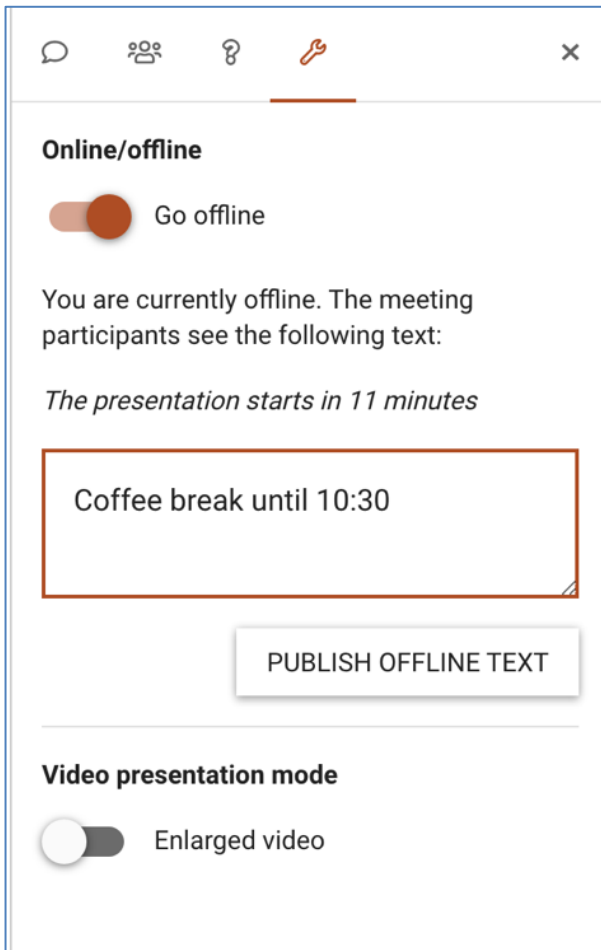 Online/offline
Go offline
You are currently offline. The meeting
participants see the following text:
The presentation starts in 11 minutes
Coffee break until 10:30
PUBLISH OFFLINE TEXT
Video presentation mode
Enlarged video